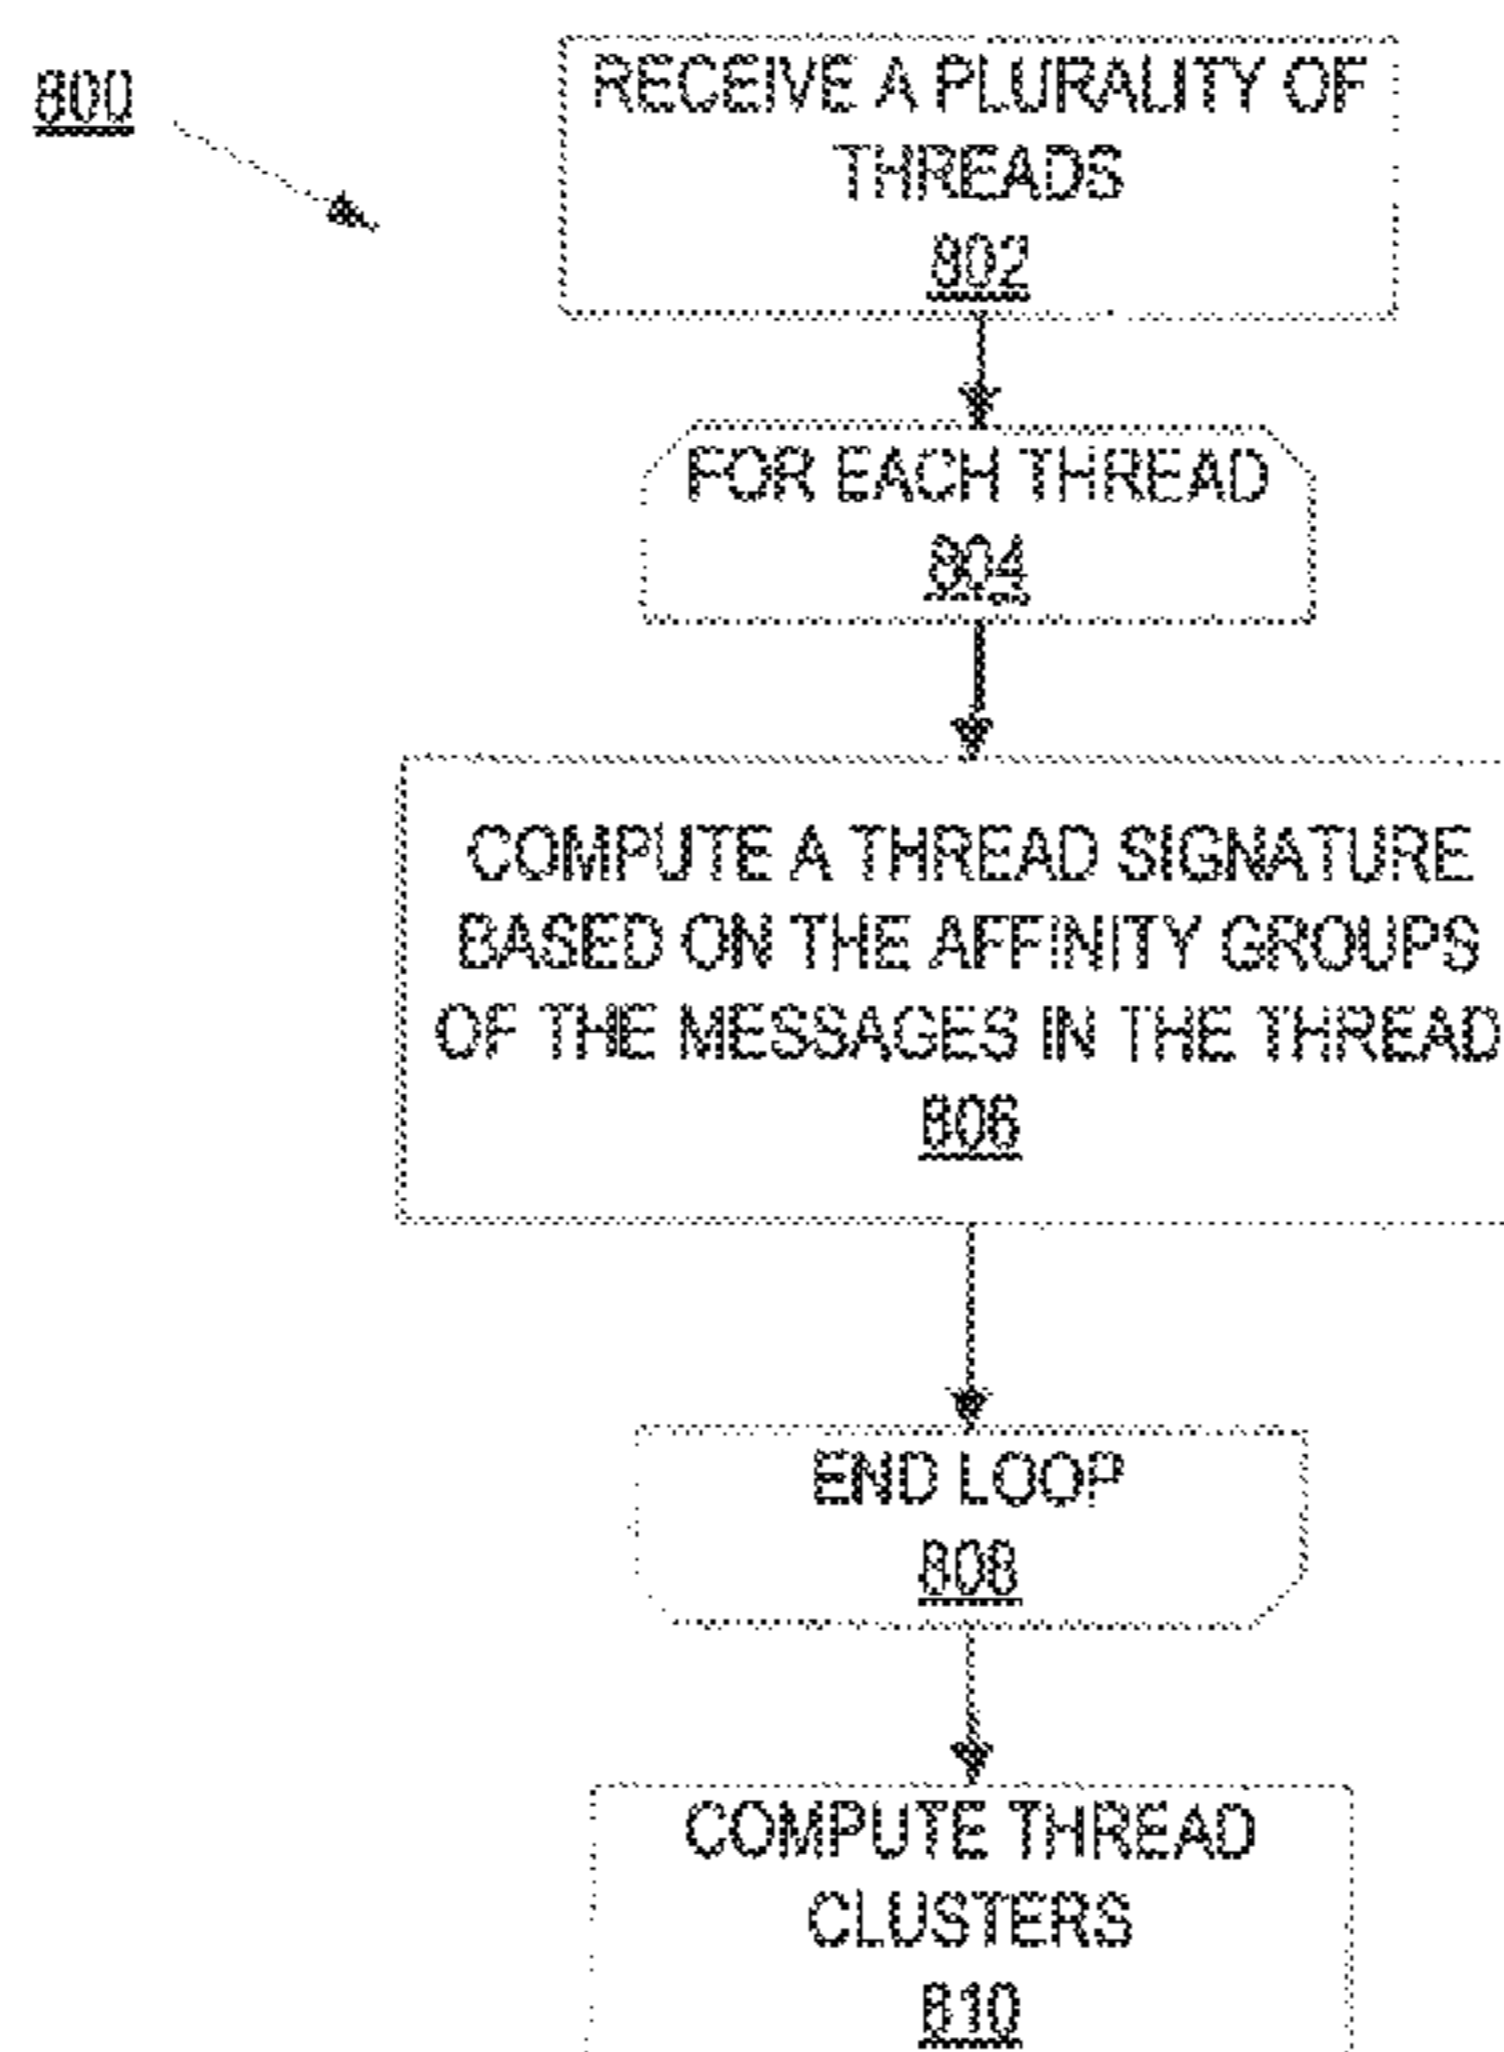 800
RECEIVE A PLURALITY OF
THREADS
802
FOR EACH THREAD
804
COMPUTE A THREAD SIGNATURE
BASED ON THE AFFINITY GROUPS
OF THE MESSAGES IN THE THREAD
806
END LOOP
808
COMPUTE THREAD
CLUSTERS
810